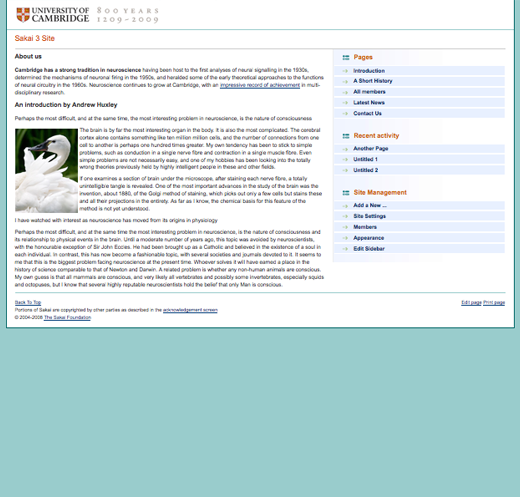 UNIVERSITY OF
CAMBRIDGE
800 YEARS
1209–2009
Sakai 3 Site
About us
Cambridge has a strong tradition in neuroscience having been host to the first analyses of neural signalling in the 1930s,
determined the mechanisms of neuronal firing in the 1950s, and heralded some of the early theoretical approaches to the functions
of neural circuitry in the 1960s. Neuroscience continues to grow at Cambridge, with an impressive record of achievement in multi-
disciplinary research.
An introduction by Andrew Huxley
Perhaps the most difficult, and at the same time, the most interesting problem in neuroscience, is the nature of consciousness
The brain is by far the most interesting organ in the body. It is also the most complicated. The cerebral
cortex alone contains something like ten million million cells, and the number of connections from one
cell to another is perhaps one hundred times greater. My own tendency has been to stick to simple
problems, such as conduction in a single nerve fibre and contraction in a single muscle fibre. Even
simple problems are not necessarily easy, and one of my hobbies has been looking into the totally
wrong theories previously held by highly intelligent people in these and other fields.
If one examines a section of brain under the microscope, after staining each nerve fibre, a totally
unintelligible tangle is revealed. One of the most important advances in the study of the brain was the
invention, about 1880, of the Golgi method of staining, which picks out only a few cells but stains these
and all their projections in the entirety. As far as I know, the chemical basis for this feature of the
method is not yet understood.
I have watched with interest as neuroscience has moved from its origins in physiology
Perhaps the most difficult, and at the same time the most interesting problem in neuroscience, is the nature of consciousness and
its relationship to physical events in the brain. Until a moderate number of years ago, this topic was avoided by neuroscientists,
with the honourable exception of Sir John Eccles. He had been brought up as a Catholic and believed in the existence of a soul in
each individual. In contrast, this has now become a fashionable topic, with several societies and journals devoted to it. It seems to
me that this is the biggest problem facing neuroscience at the present time. Whoever solves it will have earned a place in the
history of science comparable to that of Newton and Darwin. A related problem is whether any non-human animals are conscious.
My own guess is that all mammals are conscious, and very likely all vertebrates and possibly some invertebrates, especially squids
and octopuses, but I know that several highly reputable neuroscientists hold the belief that only Man is conscious.
Pages
Introduction
A Short History
All members
Latest News
Contact Us
Recent activity
Another Page
Untitled 1
Untitled 2
Site Management
Add a New ...
Site Settings
Members
Appearance
Edit Sidebar
Back To Top
Edit page Print page
Portions of Sakai are copyrighted by other parties as described in the acknowledgement screen
© 2004-2008 The Sakai Foundation